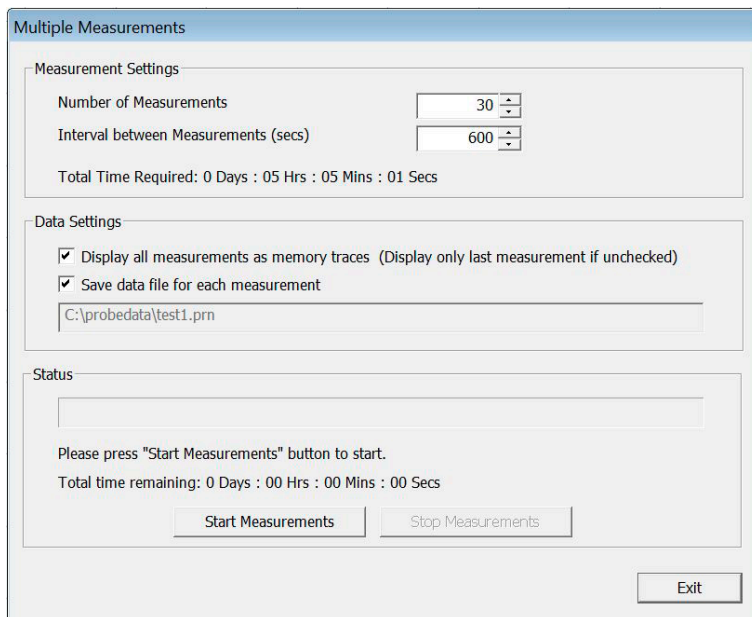 Multiple Measurements
Measurement Settings
Number of Measurements 30
Interval between Measurements (secs) 600
Total Time Required: 0 Days : 05 Hrs : 05 Mins : 01 Secs
Data Settings
Display all measurements as memory traces (Display only last measurement if unchecked)
Save data file for each measurement
C:\probedata\test1.prn
Status
Please press "Start Measurements" button to start.
Total time remaining: 0 Days : 00 Hrs : 00 Mins : 00 Secs
Start Measurements Stop Measurements
Exit